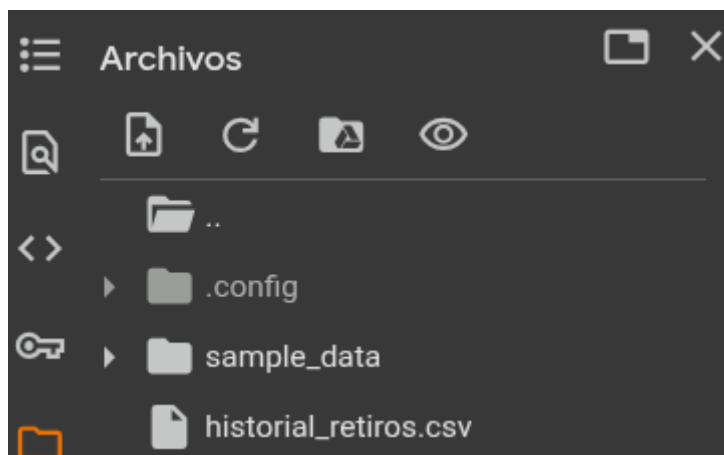 Archivos
..
.config
sample_data
historial_retiros.csv